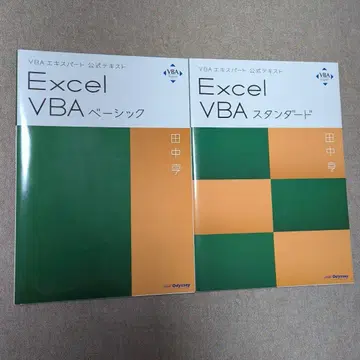 VBAエキスパート 公式テキスト
Excel
VBA ベーシック
田中亨
Odyssey
VBAエキスパート 公式テキスト
Excel
VBA スタンダード
田中亨
Odyssey